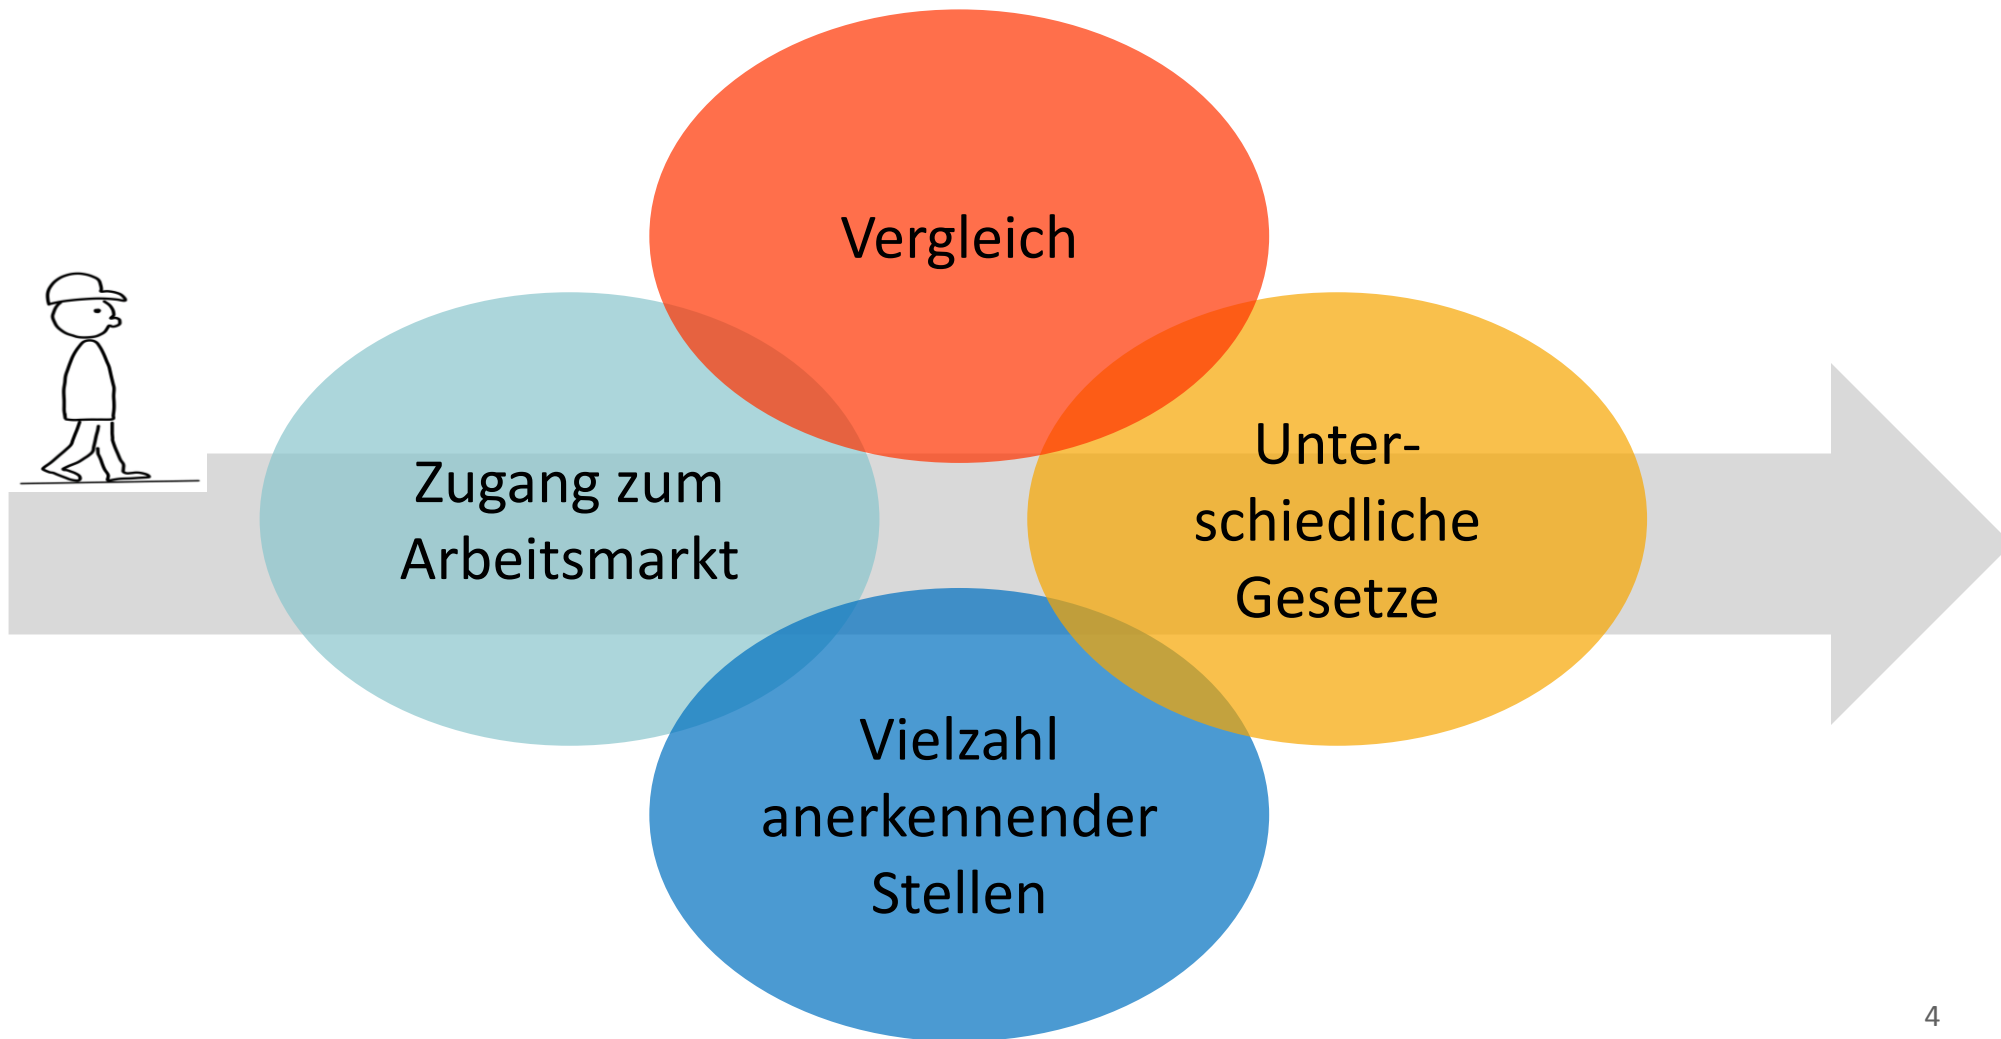 Vergleich
Zugang zum
Arbeitsmarkt
Unter-
schiedliche
Gesetze
Vielzahl
anerkennender
Stellen
4